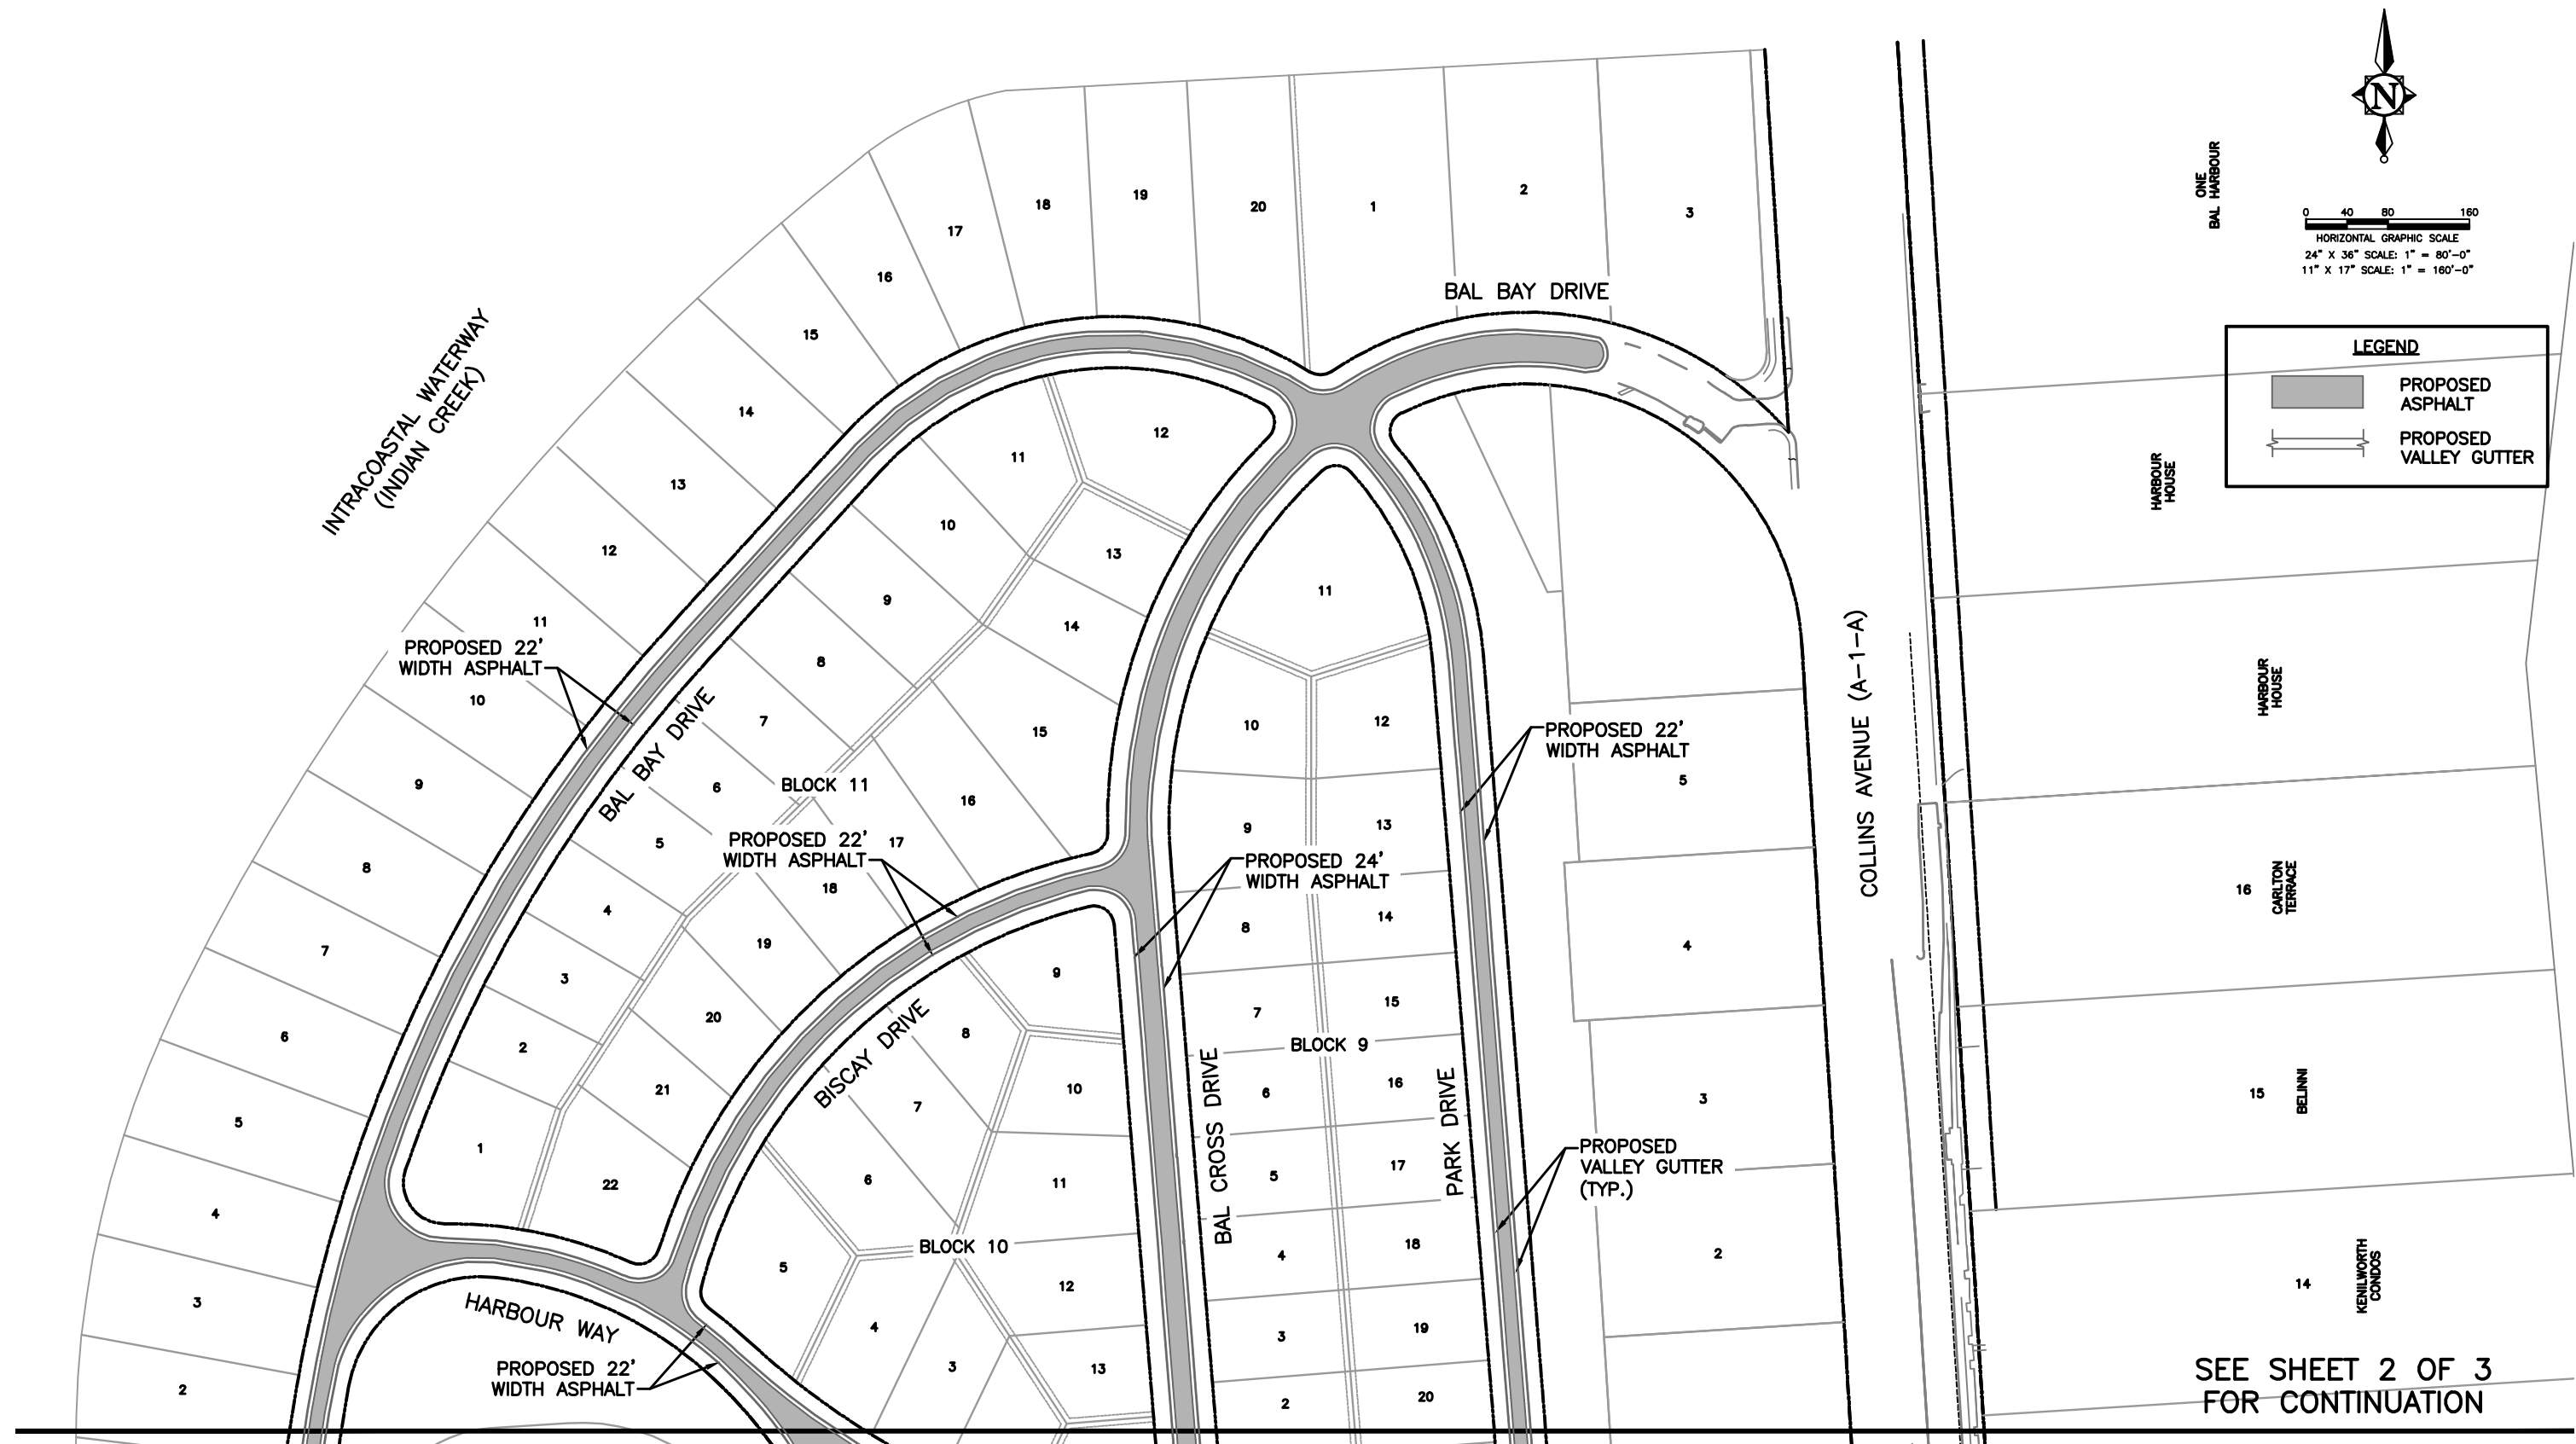 N
ONE
BAL HARBOUR
0 40 80 160
HORIZONTAL GRAPHIC SCALE
24" X 36" SCALE: 1" = 80'-0"
11" X 17" SCALE: 1" = 160'-0"
LEGEND
PROPOSED
ASPHALT
PROPOSED
VALLEY GUTTER
INTRACOASTAL WATERWAY
(INDIAN CREEK)
BAL BAY DRIVE
20
19
18
17
16
15
14
13
12
11
10
9
8
7
6
5
4
3
2
1
2
3
PROPOSED 22'
WIDTH ASPHALT
BAL BAY DRIVE
BLOCK 11
12
11
10
9
8
7
6
5
4
3
2
1
13
14
15
16
17
18
19
20
21
22
PROPOSED 22'
WIDTH ASPHALT
BISCAY DRIVE
PROPOSED 24'
WIDTH ASPHALT
BLOCK 10
9
8
7
6
5
4
3
10
11
12
13
HARBOUR WAY
PROPOSED 22'
WIDTH ASPHALT
BAL CROSS DRIVE
BLOCK 9
11
10
9
8
7
6
5
4
3
2
12
13
14
15
16
17
18
19
20
PARK DRIVE
PROPOSED 22'
WIDTH ASPHALT
PROPOSED
VALLEY GUTTER
(TYP.)
5
4
3
2
COLLINS AVENUE (A-1-A)
HARBOUR
HOUSE
HARBOUR
HOUSE
16
CARLTON
TERRACE
15
BELINNI
14
KENILWORTH
CONDOS
SEE SHEET 2 OF 3
FOR CONTINUATION